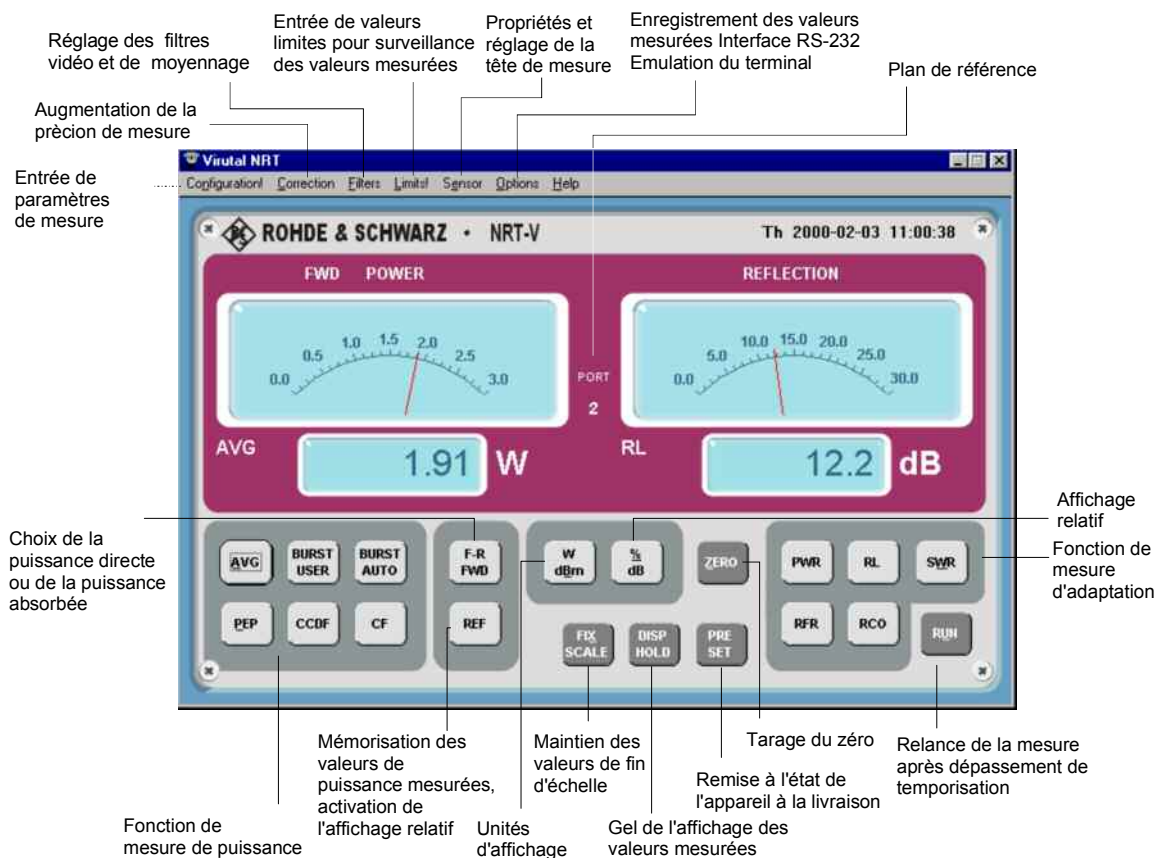 Réglage des filtres
vidéo et de moyennage
Entrée de valeurs
limites pour surveillance
des valeurs mesurées
Propriétés et
réglage de la
tête de mesure
Enregistrement des valeurs
mesurées Interface RS-232
Emulation du terminal
Plan de référence
Augmentation de la
prècion de mesure
Entrée de
paramètres
de mesure
Virutal NRT
Configuration! Correction Filters Limits! Sensor Options Help
ROHDE & SCHWARZ • NRT-V
Th 2000-02-03 11:00:38
FWD POWER
REFLECTION
0.0 0.5 1.0 1.5 2.0 2.5 3.0
PORT
2
0.0 5.0 10.0 15.0 20.0 25.0 30.0
AVG
1.91 W
RL
12.2 dB
Choix de la
puissance directe
ou de la puissance
absorbée
Affichage
relatif
Fonction de
mesure d'adaptation
AVG
BURST
USER
BURST
AUTO
F-R
FWD
W
dBm
%
dB
ZERO
PWR
RL
SWR
PEP
CCDF
CF
REF
FIX
SCALE
DISP
HOLD
PRE
SET
RFR
RCO
RUN
Fonction de
mesure de puissance
Mémorisation des
valeurs de
puissance mesurées,
activation de
l'affichage relatif
Unités
d'affichage
Maintien des
valeurs de fin
d'échelle
Gel de l'affichage des
valeurs mesurées
Tarage du zéro
Remise à l'état de
l'appareil à la livraison
Relance de la mesure
après dépassement de
temporisation